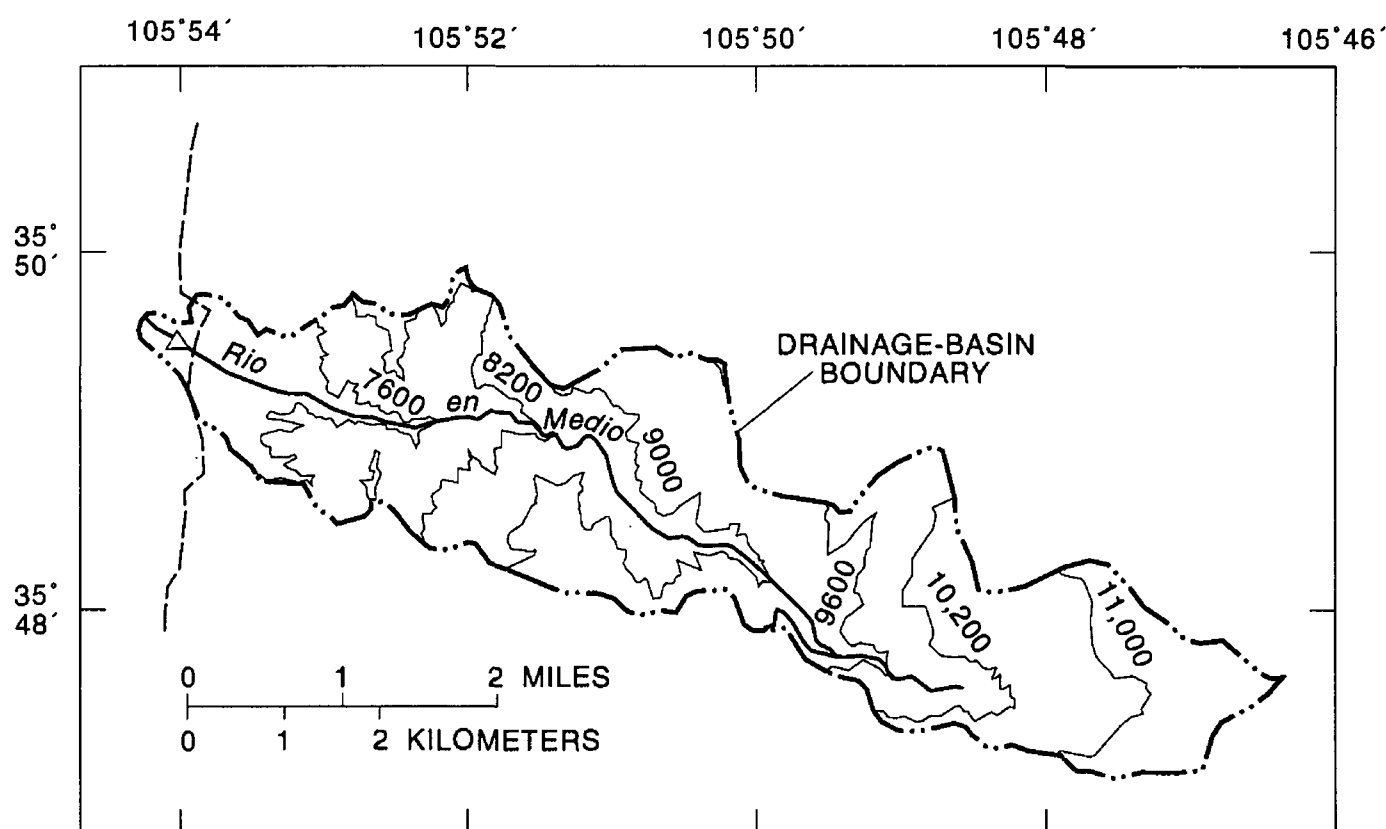 105°54′ 105°52′ 105°50′ 105°48′ 105°46′
35°
50′
DRAINAGE-BASIN
BOUNDARY
Rio en Medio
7600
8200
9000
9600
10,200
11,000
35°
48′
0 1 2 MILES
0 1 2 KILOMETERS